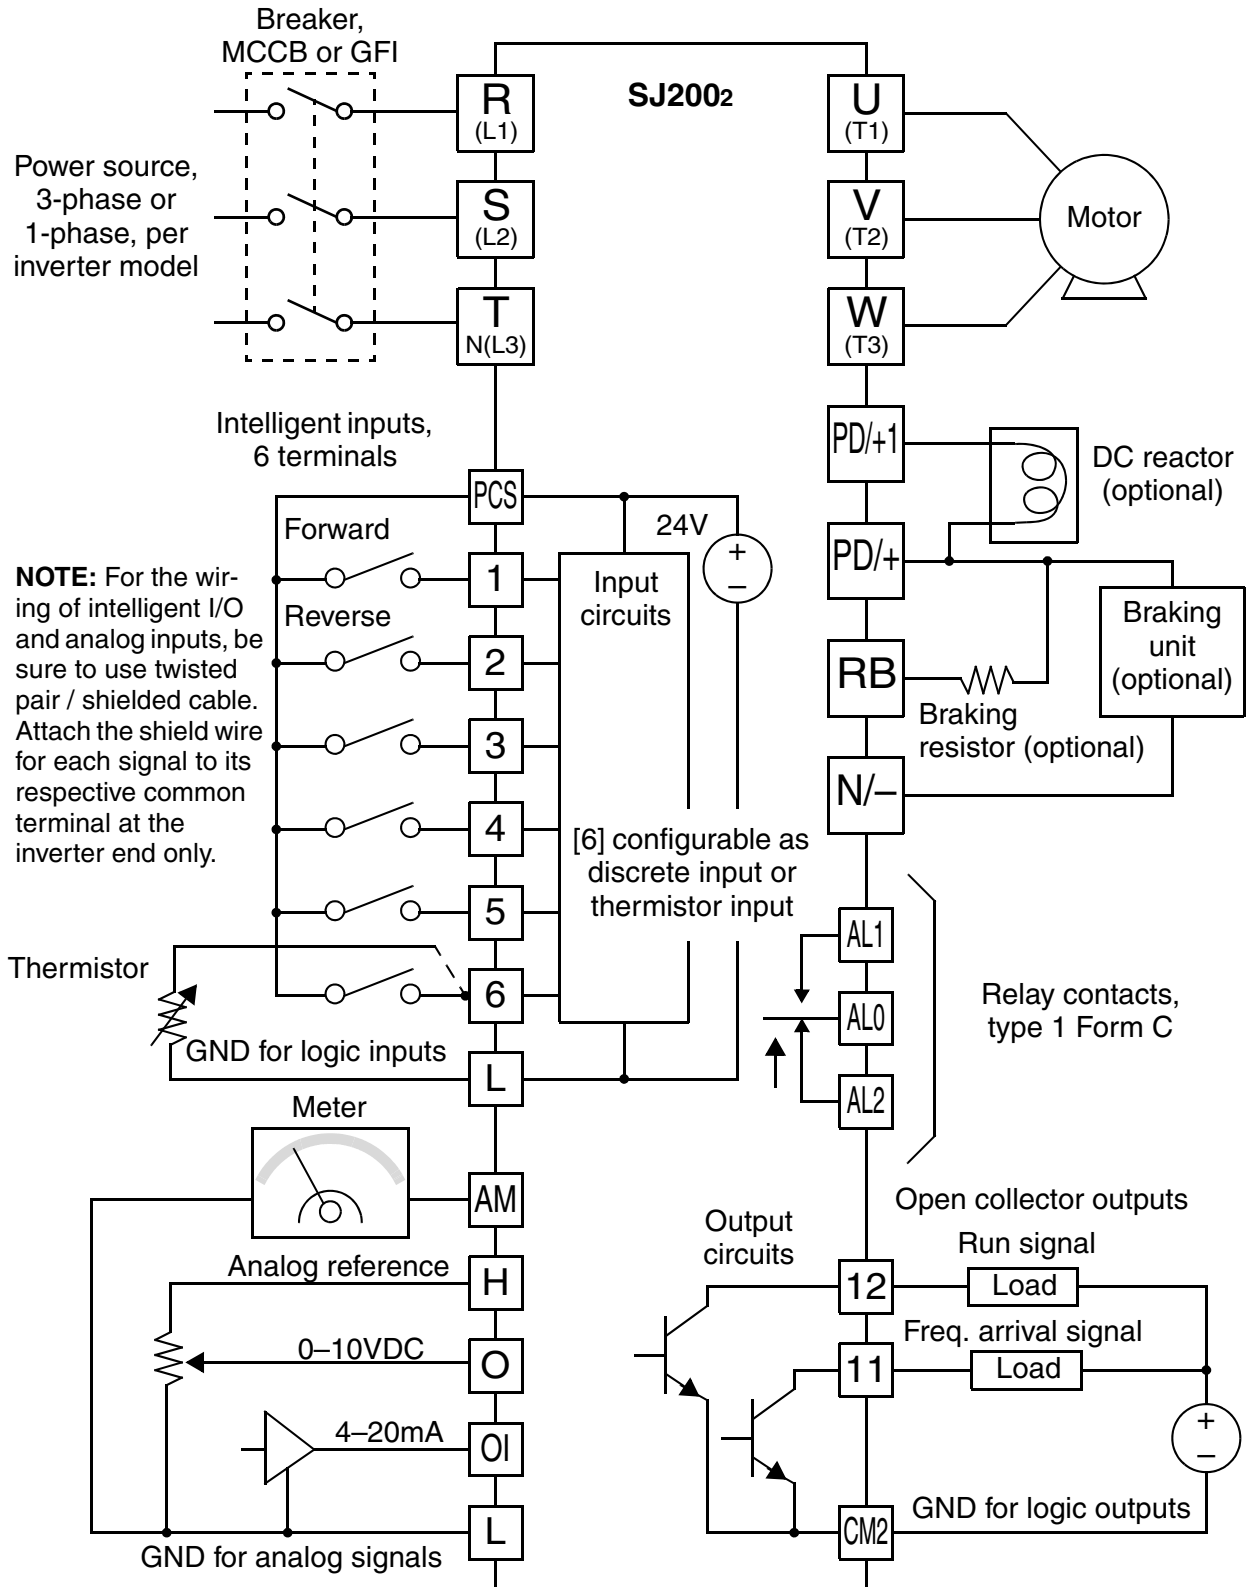 Breaker,
MCCB or GFI
SJ2002
R
(L1)
U
(T1)
Power source,
3-phase or
1-phase, per
inverter model
S
(L2)
V
(T2)
Motor
T
N(L3)
W
(T3)
Intelligent inputs,
6 terminals
PD/+1
DC reactor
(optional)
PCS
24V
+
–
Forward
1
Input
circuits
PD/+
NOTE: For the wir-
ing of intelligent I/O
and analog inputs, be
sure to use twisted
pair / shielded cable.
Attach the shield wire
for each signal to its
respective common
terminal at the
inverter end only.
Reverse
2
Braking
unit
(optional)
RB
Braking
resistor (optional)
3
N/–
4
[6] configurable as
discrete input or
thermistor input
5
AL1
Thermistor
6
AL0
Relay contacts,
type 1 Form C
GND for logic inputs
L
AL2
Meter
AM
Open collector outputs
Output
circuits
Run signal
Analog reference
H
12
Load
Freq. arrival signal
0–10VDC
O
11
Load
4–20mA
OI
+
–
GND for logic outputs
L
CM2
GND for analog signals